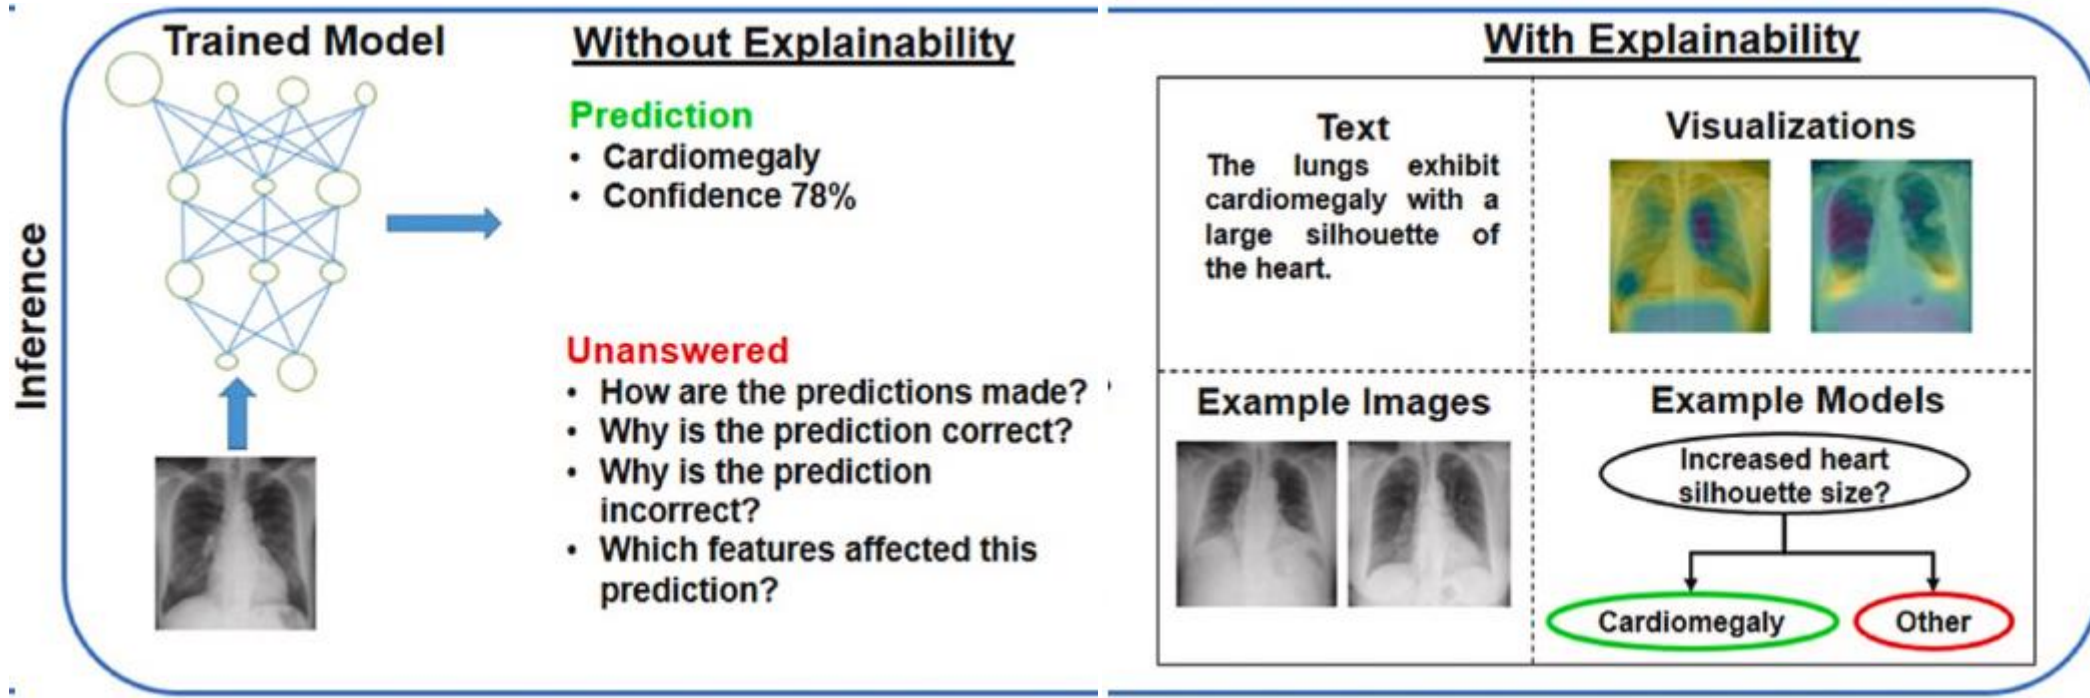 Inference
Trained Model
Without Explainability
Prediction
• Cardiomegaly
• Confidence 78%
Unanswered
• How are the predictions made?
• Why is the prediction correct?
• Why is the prediction
incorrect?
• Which features affected this
prediction?
With Explainability
Text
The lungs exhibit
cardiomegaly with a
large silhouette of
the heart.
Visualizations
Example Images
Example Models
Increased heart
silhouette size?
Cardiomegaly
Other